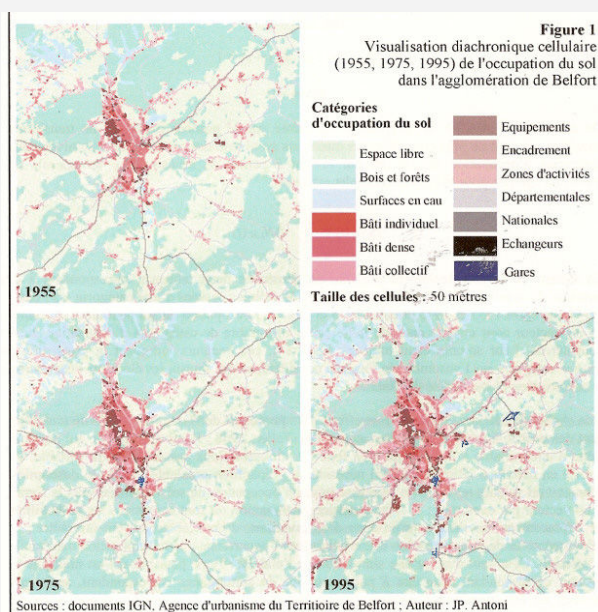 Figure 1
Visualisation diachronique cellulaire
(1955, 1975, 1995) de l'occupation du sol
dans l'agglomération de Belfort
Catégories
d'occupation du sol
Espace libre
Bois et forêts
Surfaces en eau
Bâti individuel
Bâti dense
Bâti collectif
Equipements
Encadrement
Zones d'activités
Départementales
Nationales
Echangeurs
Gares
Taille des cellules : 50 mètres
1955
1975
1995
Sources : documents IGN, Agence d'urbanisme du Territioire de Belfort ; Auteur : JP. Antoni